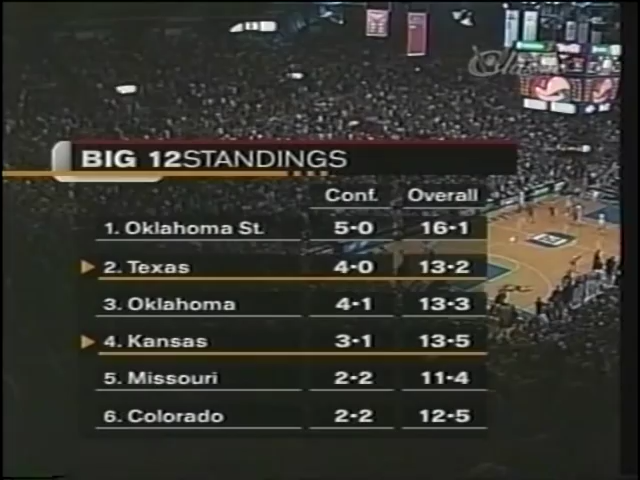 Classic
BIG 12STANDINGS
Conf. Overall
1. Oklahoma St. 5-0 16-1
2. Texas 4-0 13-2
3. Oklahoma 4-1 13-3
4. Kansas 3-1 13-5
5. Missouri 2-2 11-4
6. Colorado 2-2 12-5